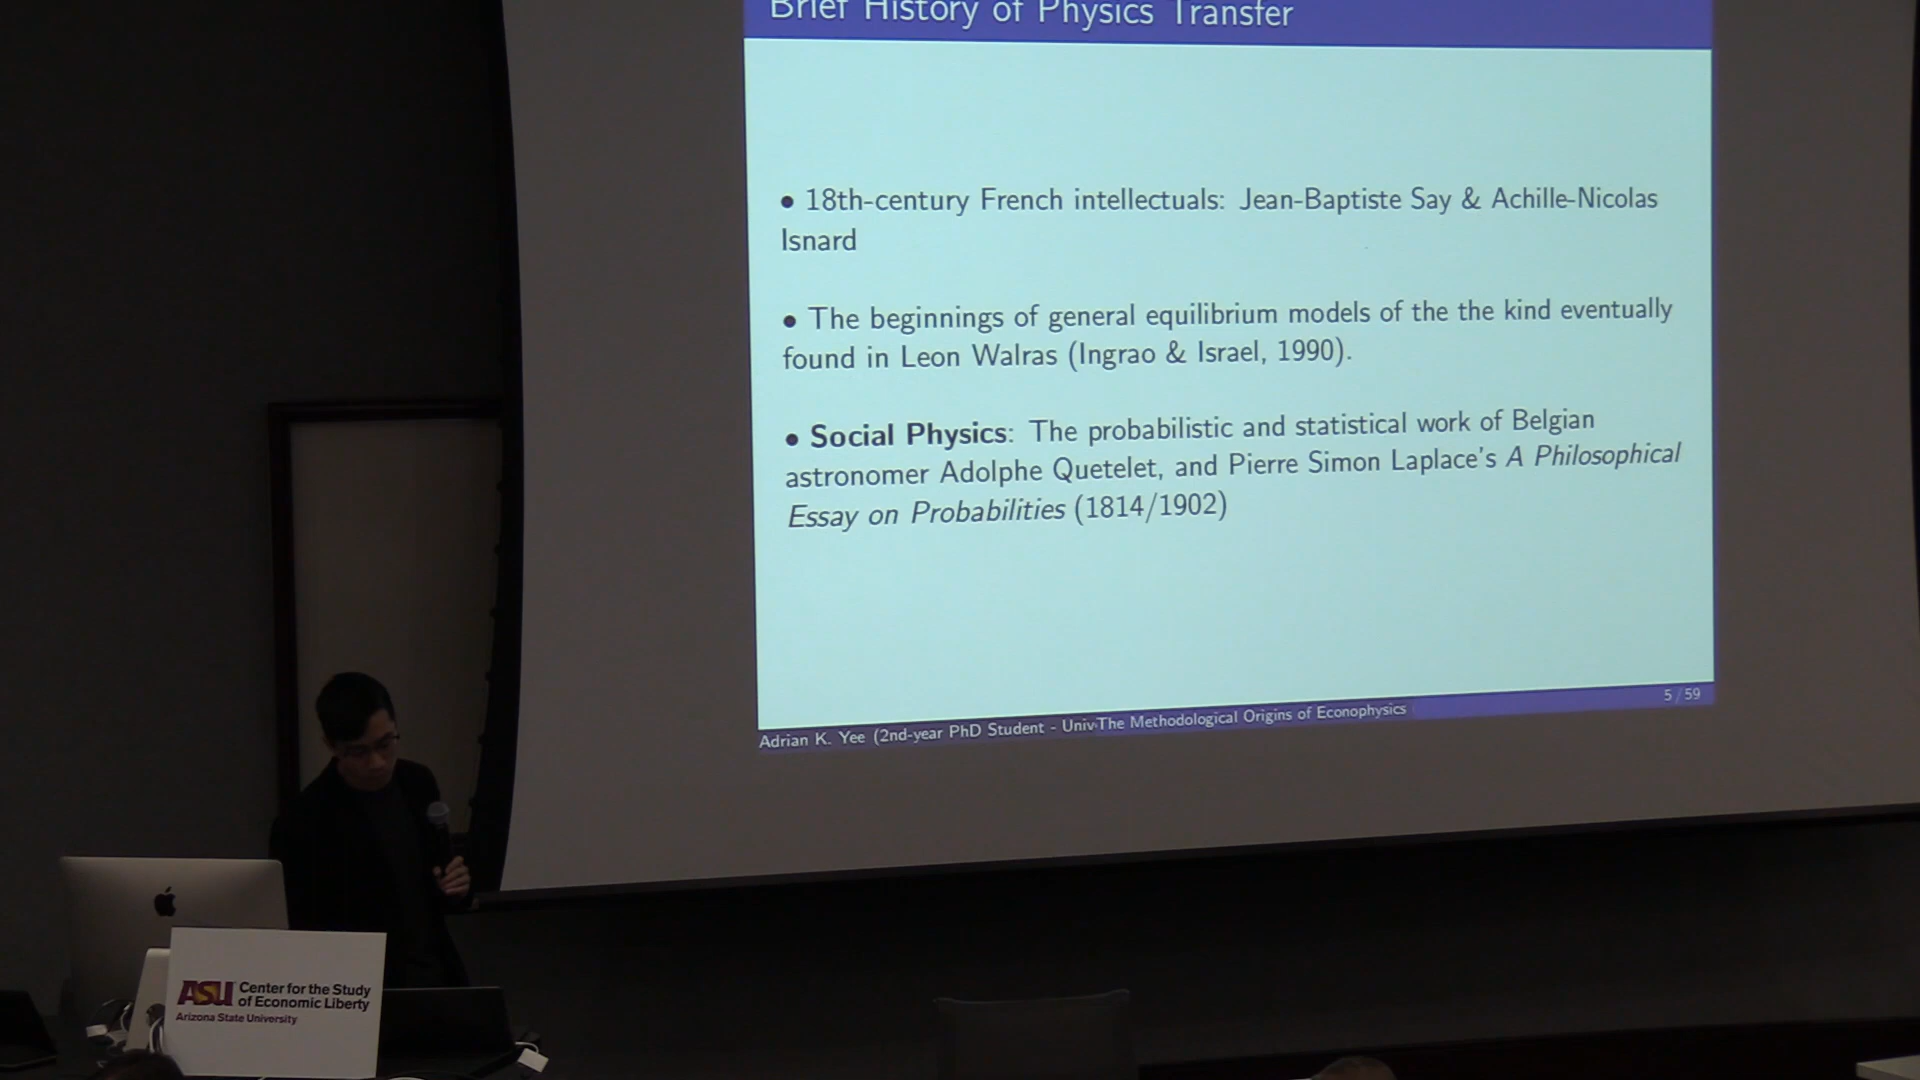 Brief History of Physics Transfer
• 18th-century French intellectuals: Jean-Baptiste Say & Achille-Nicolas
Isnard
• The beginnings of general equilibrium models of the the kind eventually
found in Leon Walras (Ingrao & Israel, 1990).
• Social Physics: The probabilistic and statistical work of Belgian
astronomer Adolphe Quetelet, and Pierre Simon Laplace's A Philosophical
Essay on Probabilities (1814/1902)
5 / 59
Adrian K. Yee (2nd-year PhD Student - Univ The Methodological Origins of Econophysics
ASU Center for the Study
of Economic Liberty
Arizona State University